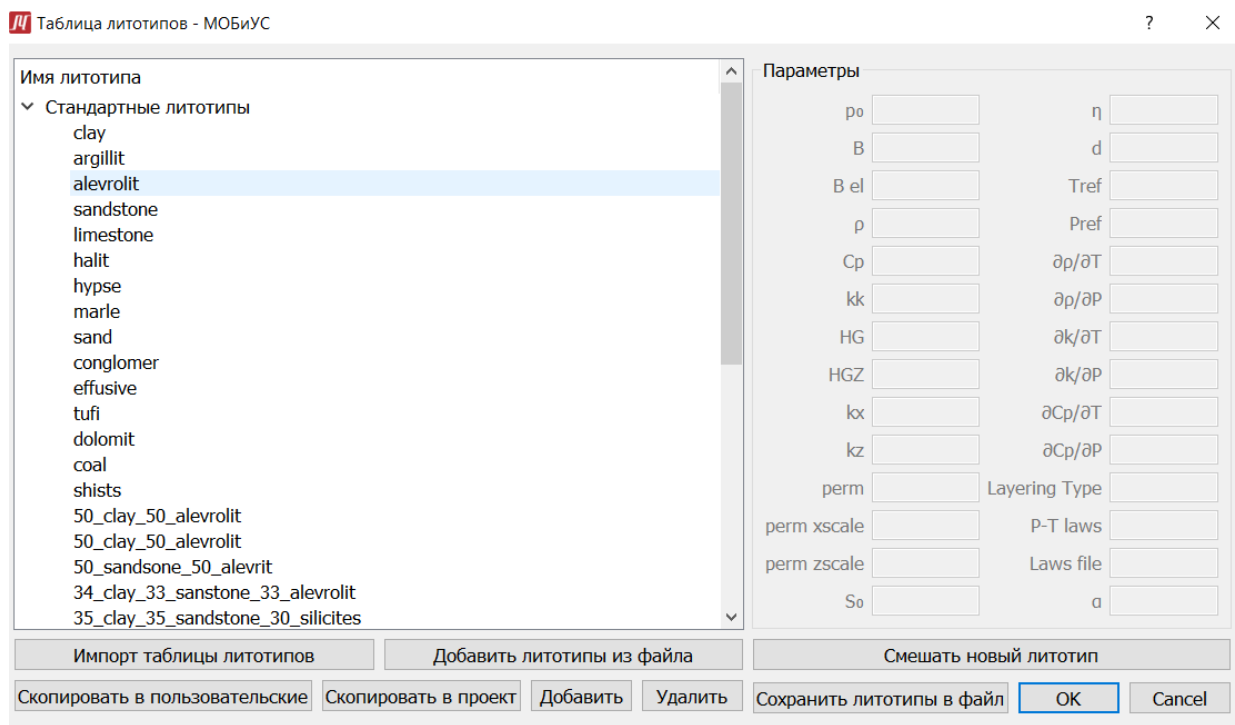 Таблица литотипов - МОБиУС
?
Имя литотипа
Стандартные литотипы
clay
argillit
alevrolit
sandstone
limestone
halit
hypse
marle
sand
conglomer
effusive
tufi
dolomit
coal
shists
50_clay_50_alevrolit
50_clay_50_alevrolit
50_sandsone_50_alevrit
34_clay_33_sanstone_33_alevrolit
35_clay_35_sandstone_30_silicites
Импорт таблицы литотипов Добавить литотипы из файла
Скопировать в пользовательские Скопировать в проект Добавить Удалить
Параметры
p₀ η
B d
B el Tref
ρ Pref
Cp ∂ρ/∂T
kk ∂ρ/∂P
HG ∂k/∂T
HGZ ∂k/∂P
kx ∂Cp/∂T
kz ∂Cp/∂P
perm Layering Type
perm xscale P-T laws
perm zscale Laws file
S₀ α
Смешать новый литотип
Сохранить литотипы в файл OK Cancel